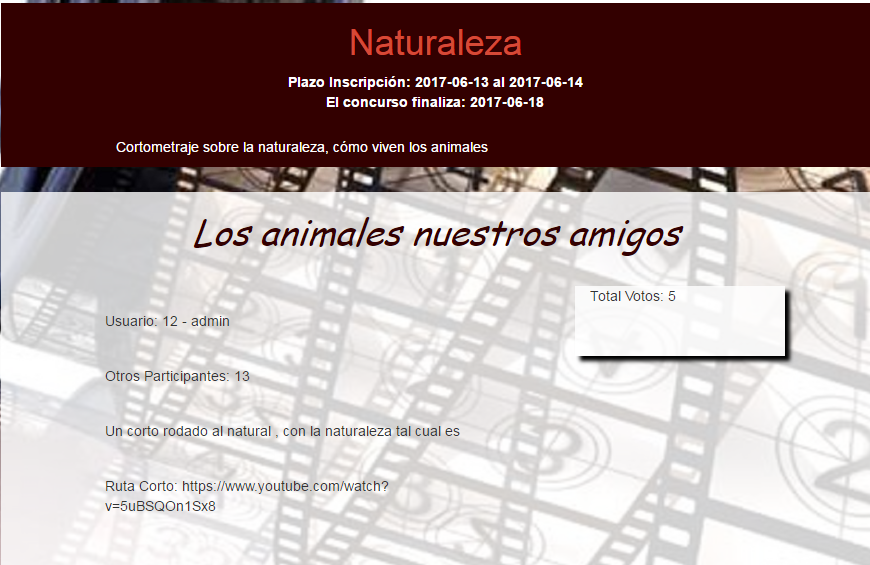 Naturaleza
Plazo Inscripción: 2017-06-13 al 2017-06-14
El concurso finaliza: 2017-06-18
Cortometraje sobre la naturaleza, cómo viven los animales
Los animales nuestros amigos
Total Votos: 5
Usuario: 12 - admin
Otros Participantes: 13
Un corto rodado al natural , con la naturaleza tal cual es
Ruta Corto: https://www.youtube.com/watch?
v=5uBSQOn1Sx8